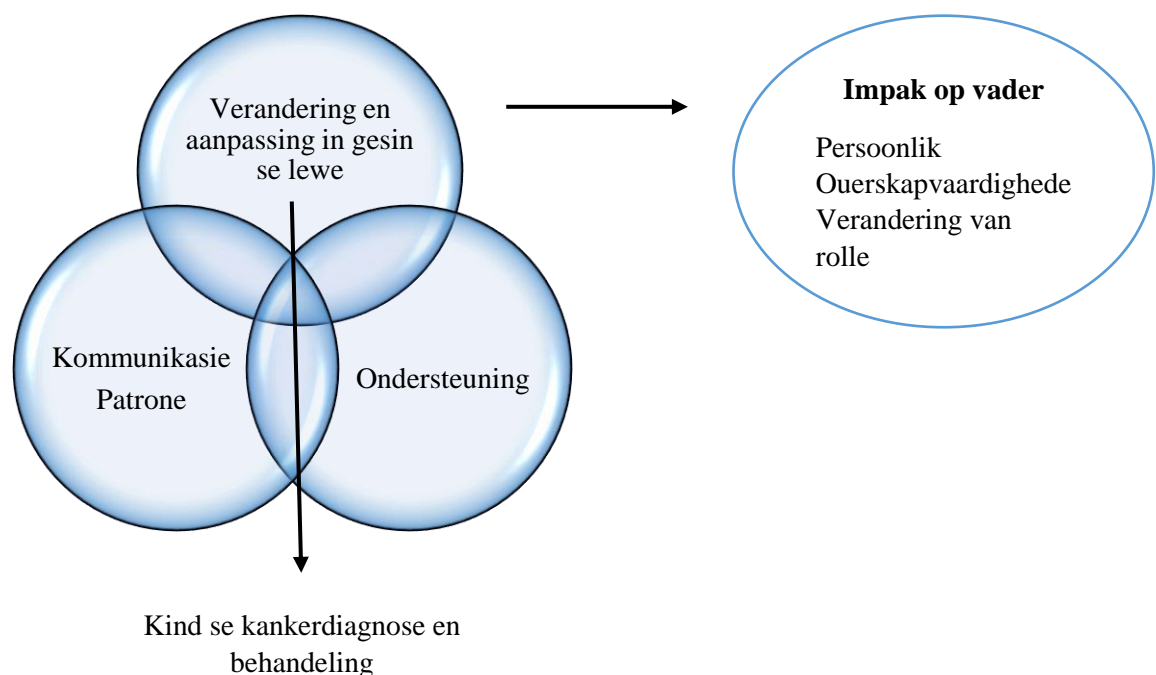 Verandering en
aanpassing in gesin
se lewe
Kommunikasie
Patrone
Ondersteuning
Kind se kankerdiagnose en
behandeling
Impak op vader
Persoonlik
Ouerskapvaardighede
Verandering van
rolle